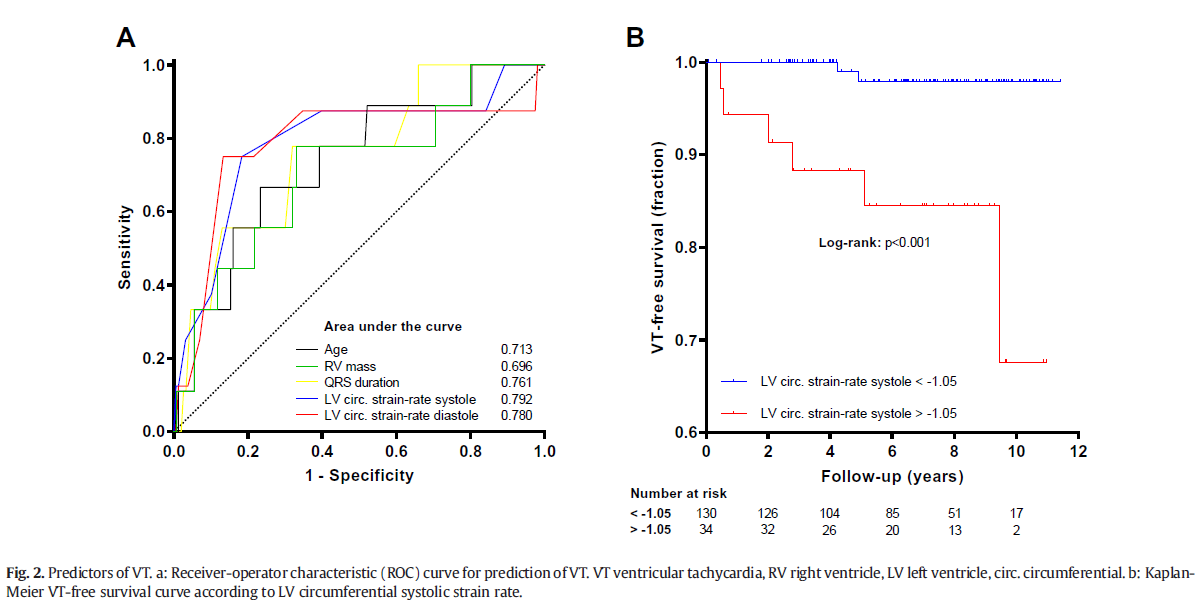 A
1.0
0.8
0.6
0.4
0.2
0.0
Sensitivity
0.0 0.2 0.4 0.6 0.8 1.0
1 - Specificity
Area under the curve
Age 0.713
RV mass 0.696
QRS duration 0.761
LV circ. strain-rate systole 0.792
LV circ. strain-rate diastole 0.780
B
1.0
0.9
0.8
0.7
0.6
VT-free survival (fraction)
Log-rank: p<0.001
LV circ. strain-rate systole < -1.05
LV circ. strain-rate systole > -1.05
0 2 4 6 8 10 12
Follow-up (years)
Number at risk
< -1.05 130 126 104 85 51 17
> -1.05 34 32 26 20 13 2
Fig. 2. Predictors of VT. a: Receiver-operator characteristic (ROC) curve for prediction of VT. VT ventricular tachycardia, RV right ventricle, LV left ventricle, circ. circumferential. b: Kaplan-
Meier VT-free survival curve according to LV circumferential systolic strain rate.